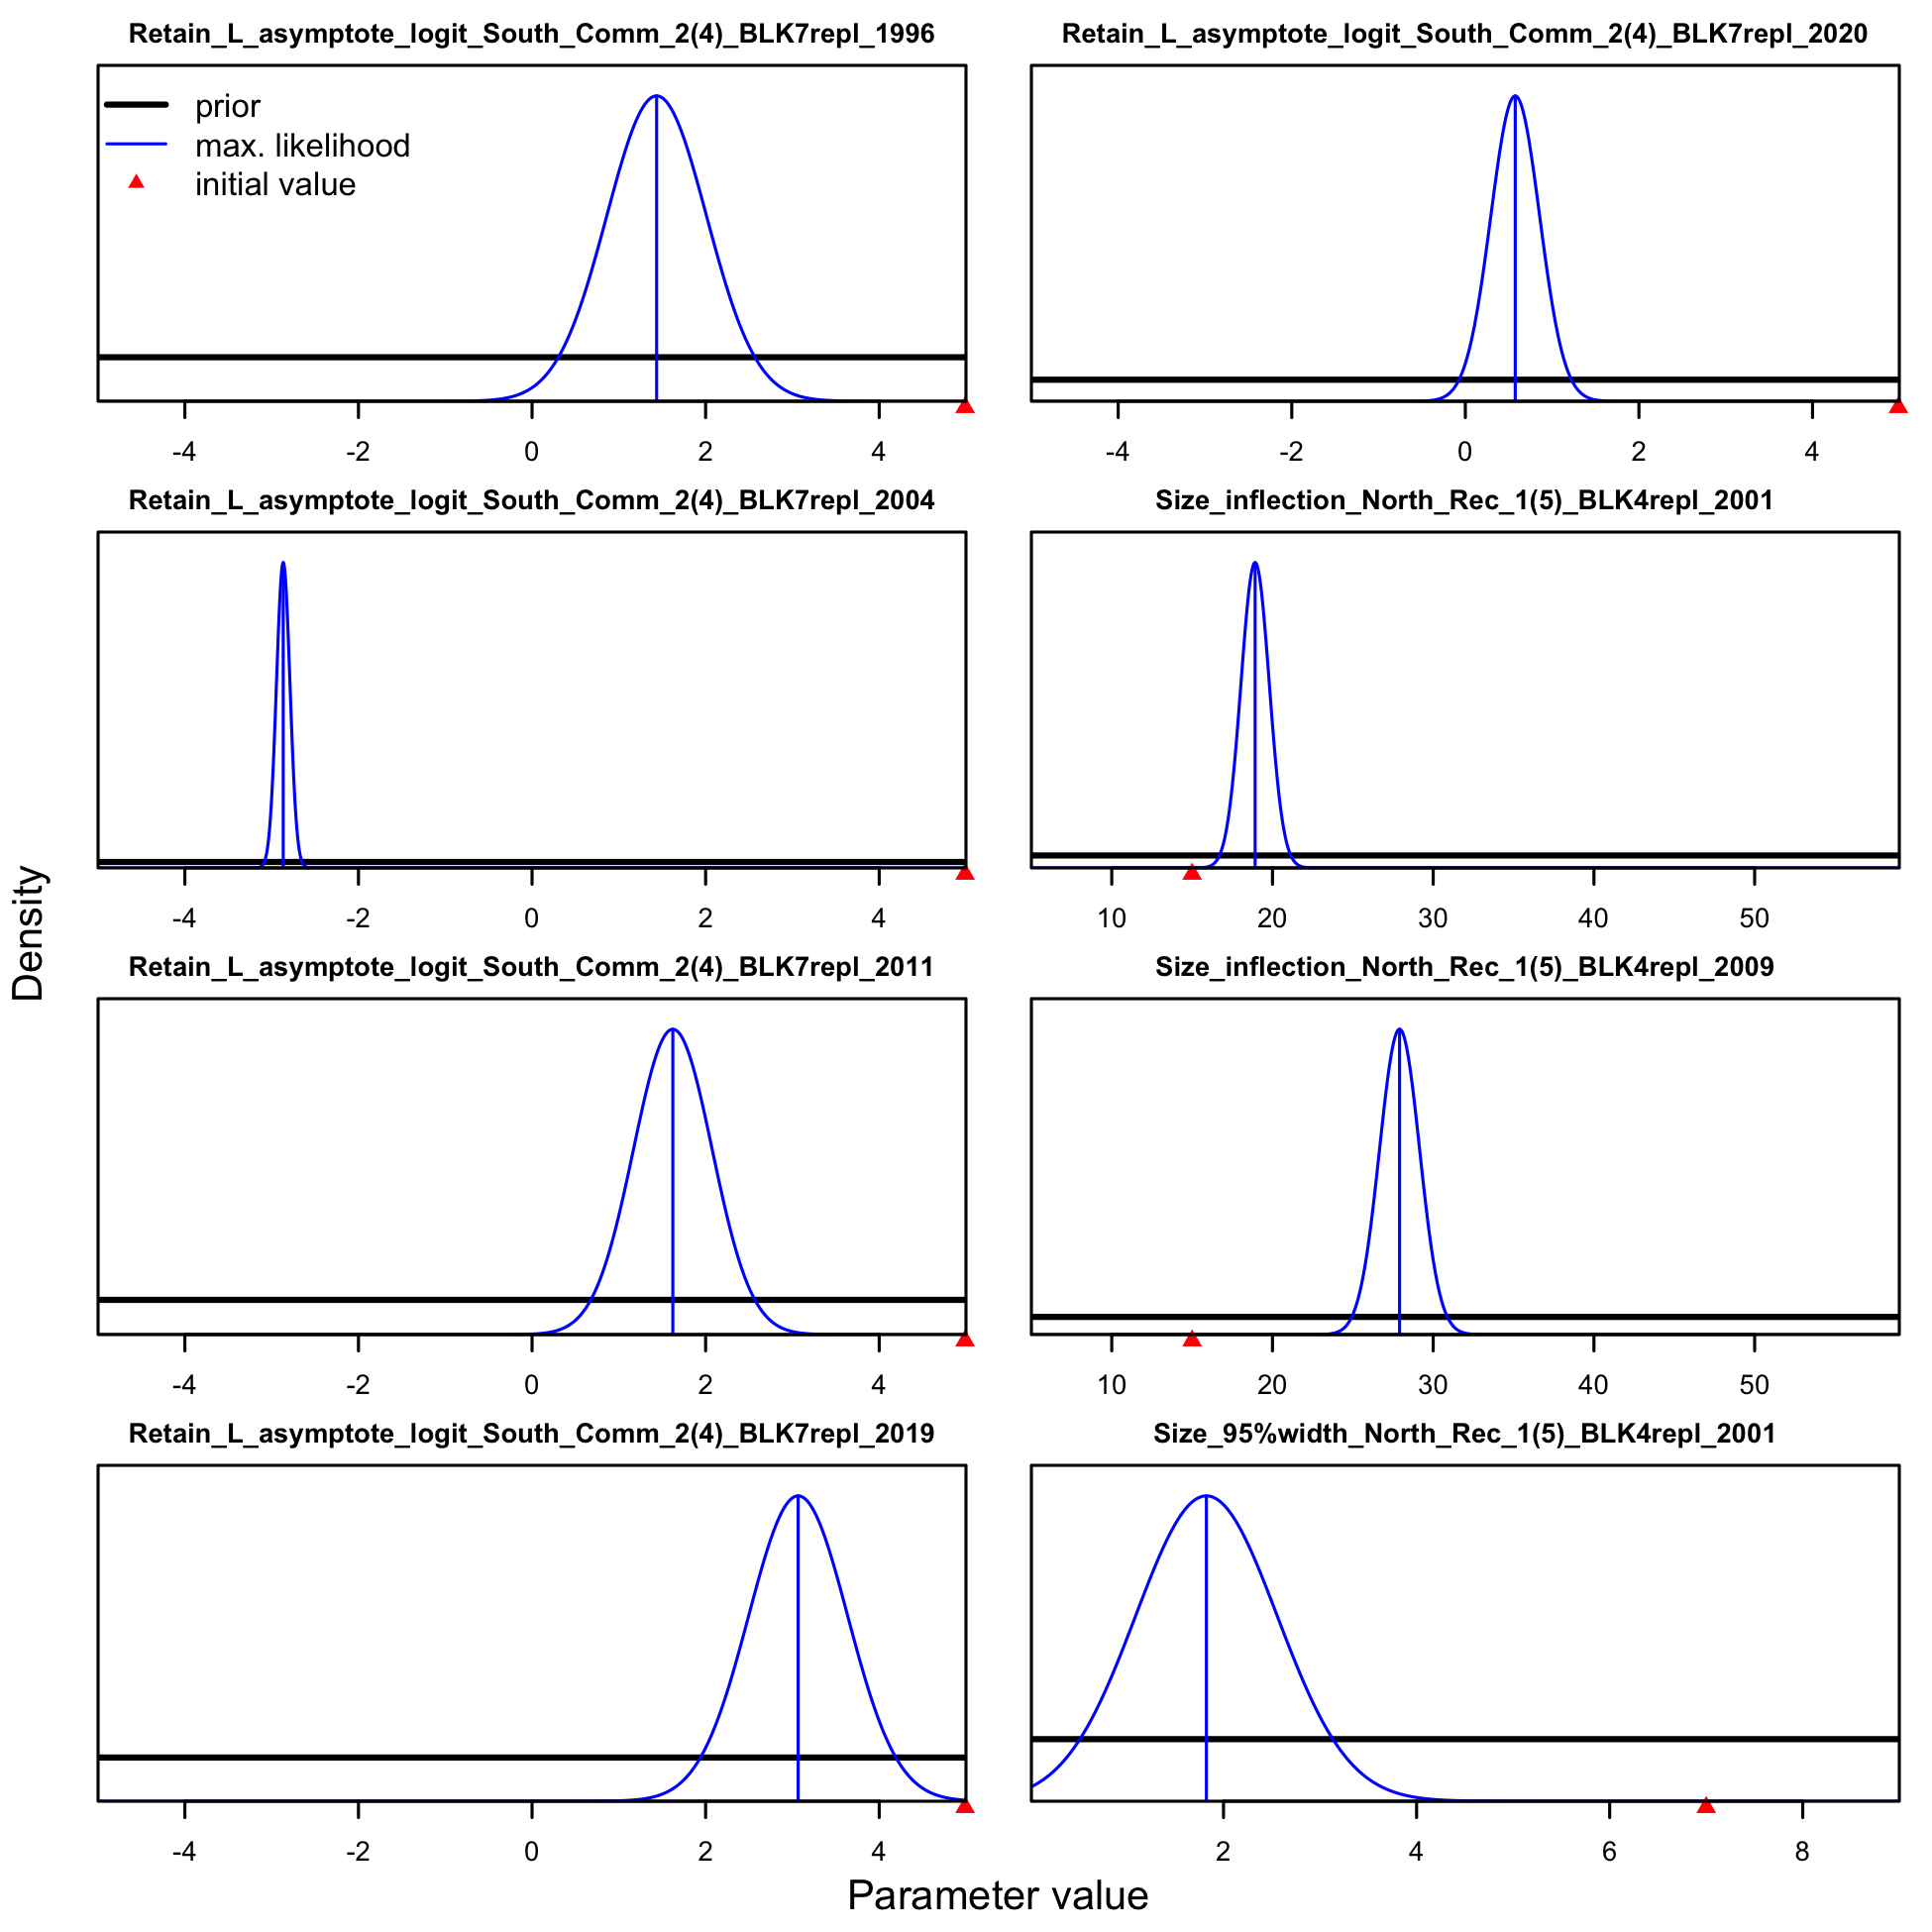 Retain_L_asymptote_logit_South_Comm_2(4)_BLK7repl_1996
prior
max. likelihood
initial value
-4 -2 0 2 4
Retain_L_asymptote_logit_South_Comm_2(4)_BLK7repl_2020
-4 -2 0 2 4
Retain_L_asymptote_logit_South_Comm_2(4)_BLK7repl_2004
-4 -2 0 2 4
Size_inflection_North_Rec_1(5)_BLK4repl_2001
10 20 30 40 50
Retain_L_asymptote_logit_South_Comm_2(4)_BLK7repl_2011
-4 -2 0 2 4
Size_inflection_North_Rec_1(5)_BLK4repl_2009
10 20 30 40 50
Retain_L_asymptote_logit_South_Comm_2(4)_BLK7repl_2019
-4 -2 0 2 4
Size_95%width_North_Rec_1(5)_BLK4repl_2001
2 4 6 8
Density
Parameter value